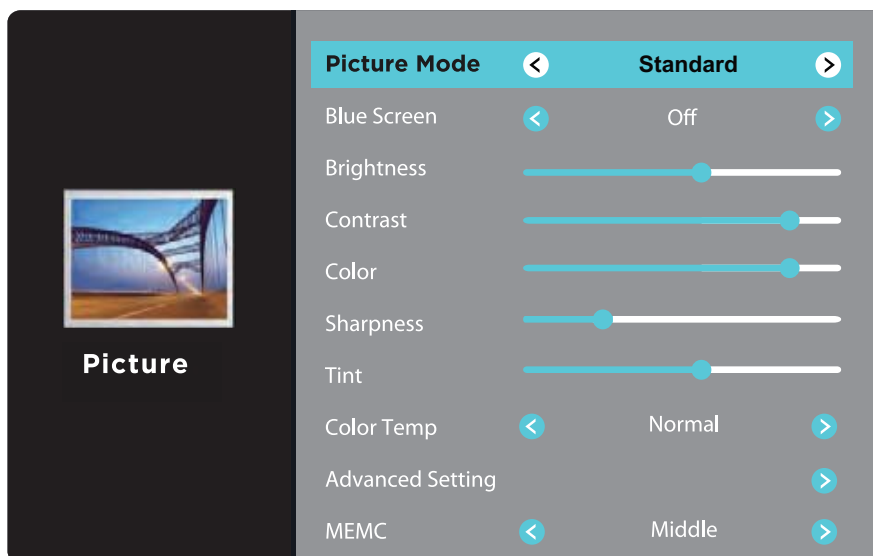 Picture Mode Standard
Blue Screen Off
Brightness
Contrast
Color
Sharpness
Picture
Tint
Color Temp Normal
Advanced Setting
MEMC Middle